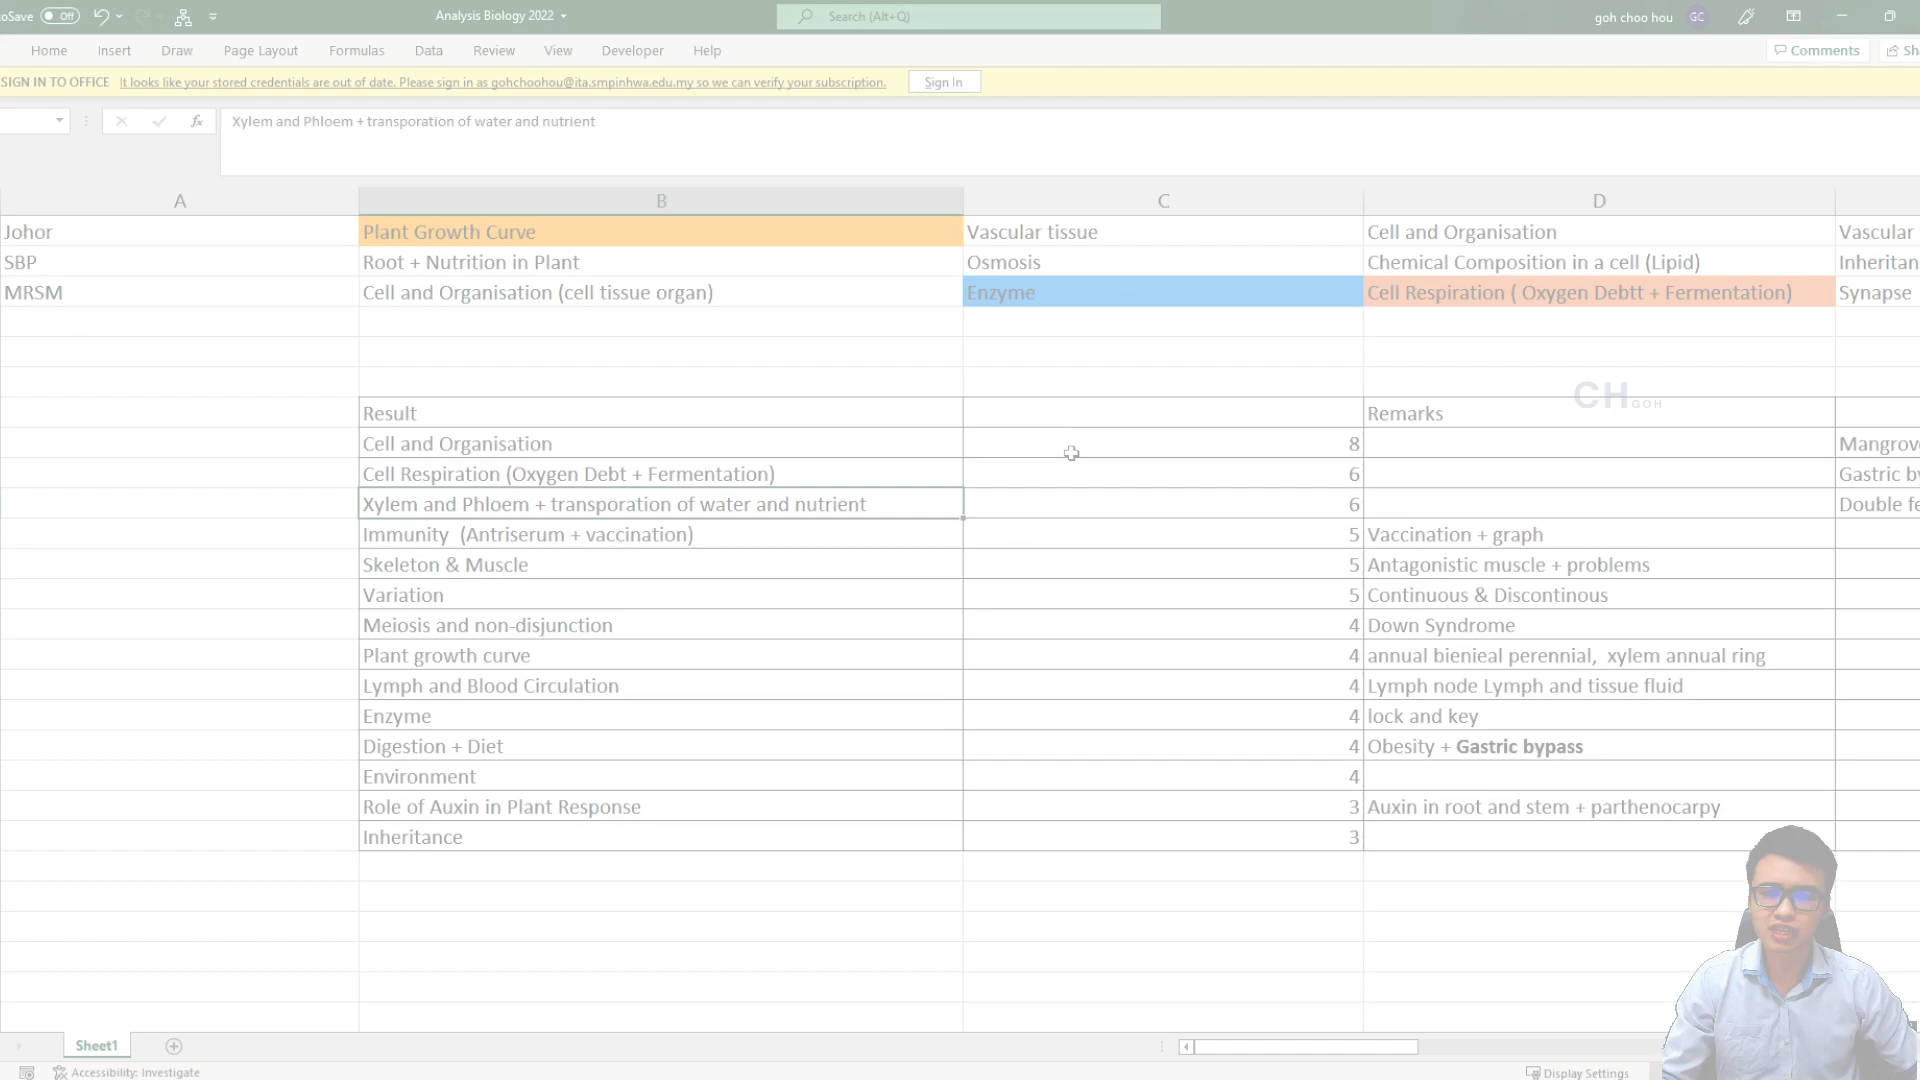 oSave Off Analysis Biology 2022 Search (Alt+Q) goh choo hou GC
Home Insert Draw Page Layout Formulas Data Review View Developer Help Comments Sh
SIGN IN TO OFFICE It looks like your stored credentials are out of date. Please sign in as gohchoohou@ita.smpinhwa.edu.my so we can verify your subscription. Sign In
fx Xylem and Phloem + transporation of water and nutrient
A B C D
Johor Plant Growth Curve Vascular tissue Cell and Organisation Vascular
SBP Root + Nutrition in Plant Osmosis Chemical Composition in a cell (Lipid) Inheritan
MRSM Cell and Organisation (cell tissue organ) Enzyme Cell Respiration ( Oxygen Debtt + Fermentation) Synapse
CH GOH
Result Remarks
Cell and Organisation 8 Mangrove
Cell Respiration (Oxygen Debt + Fermentation) 6 Gastric by
Xylem and Phloem + transporation of water and nutrient 6 Double fe
Immunity (Antriserum + vaccination) 5 Vaccination + graph
Skeleton & Muscle 5 Antagonistic muscle + problems
Variation 5 Continuous & Discontinous
Meiosis and non-disjunction 4 Down Syndrome
Plant growth curve 4 annual bienieal perennial, xylem annual ring
Lymph and Blood Circulation 4 Lymph node Lymph and tissue fluid
Enzyme 4 lock and key
Digestion + Diet 4 Obesity + Gastric bypass
Environment 4
Role of Auxin in Plant Response 3 Auxin in root and stem + parthenocarpy
Inheritance 3
Sheet1
Accessibility: Investigate Display Settings